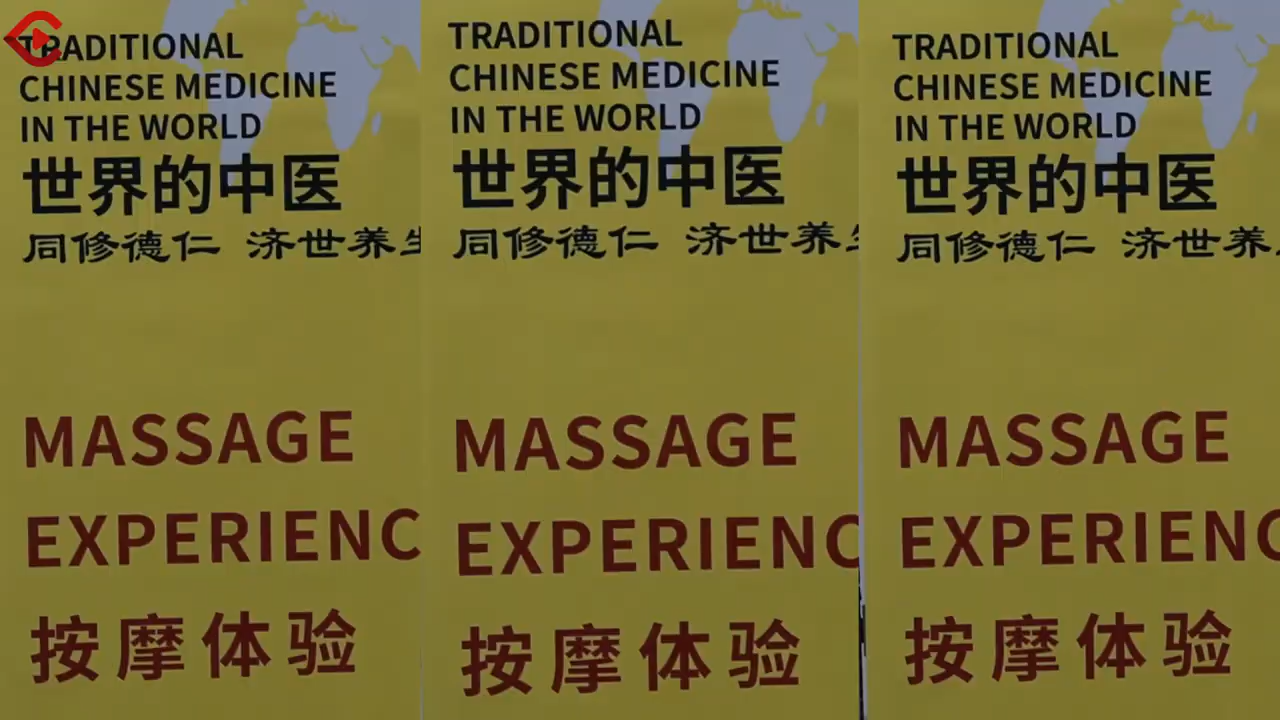 TRADITIONAL
CHINESE MEDICINE
IN THE WORLD
世界的中医
同修德仁 济世养生
MASSAGE
EXPERIENC
按摩体验
TRADITIONAL
CHINESE MEDICINE
IN THE WORLD
世界的中医
同修德仁 济世养生
MASSAGE
EXPERIENC
按摩体验
TRADITIONAL
CHINESE MEDICINE
IN THE WORLD
世界的中医
同修德仁 济世养
MASSAGE
EXPERIENC
按摩体验